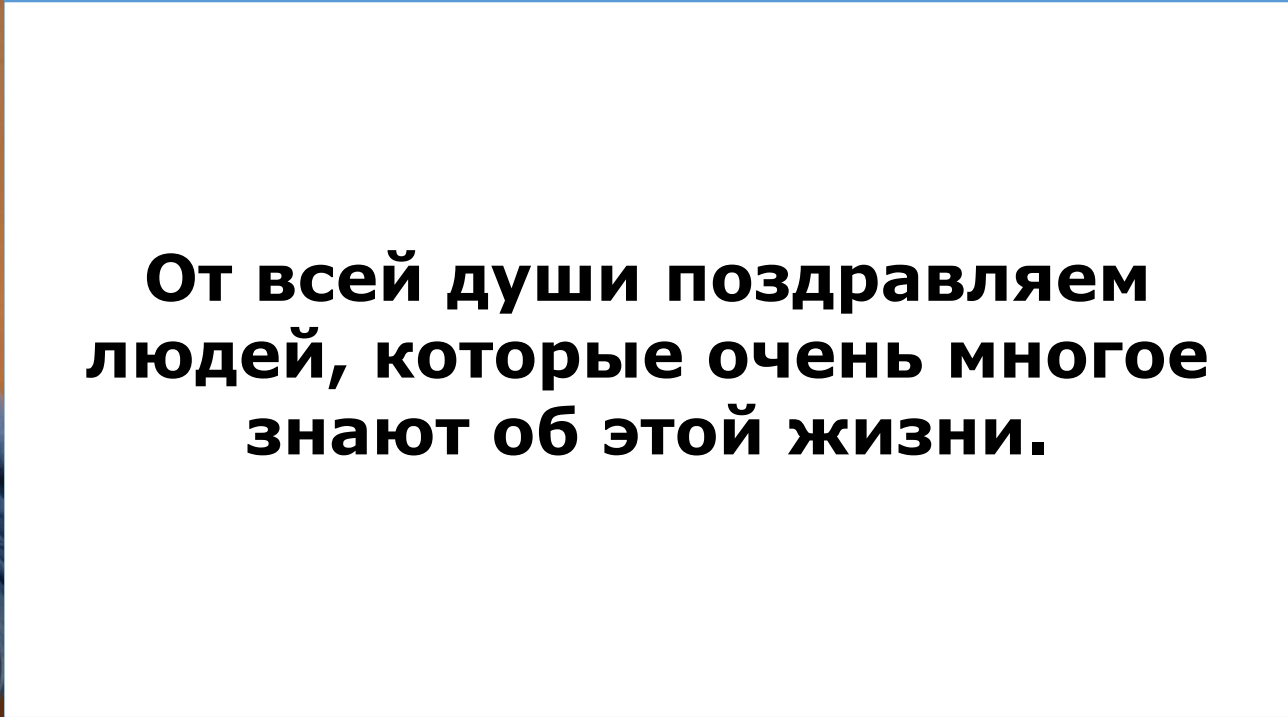 От всей души поздравляем
людей, которые очень многое
знают об этой жизни.